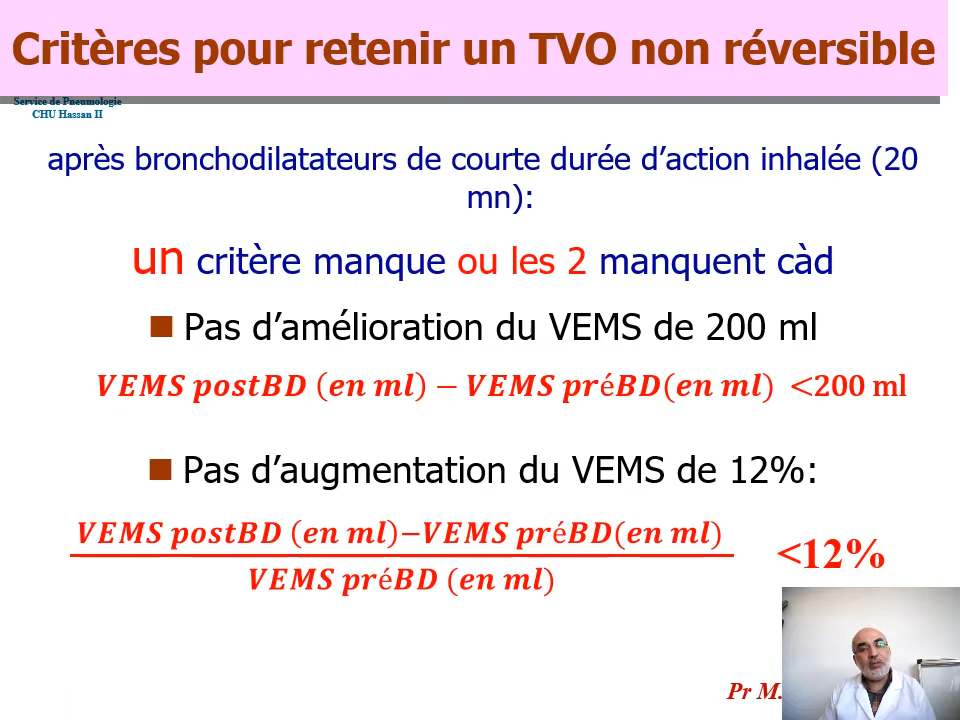 Critères pour retenir un TVO non réversible
Service de Pneumologie
CHU Hassan II
après bronchodilatateurs de courte durée d’action inhalée (20
mn):
un critère manque ou les 2 manquent càd
Pas d’amélioration du VEMS de 200 ml
VEMS postBD (en ml) − VEMS préBD(en ml) <200 ml
Pas d’augmentation du VEMS de 12%:
VEMS postBD (en ml)−VEMS préBD(en ml)
VEMS préBD (en ml)
<12%
Pr M.